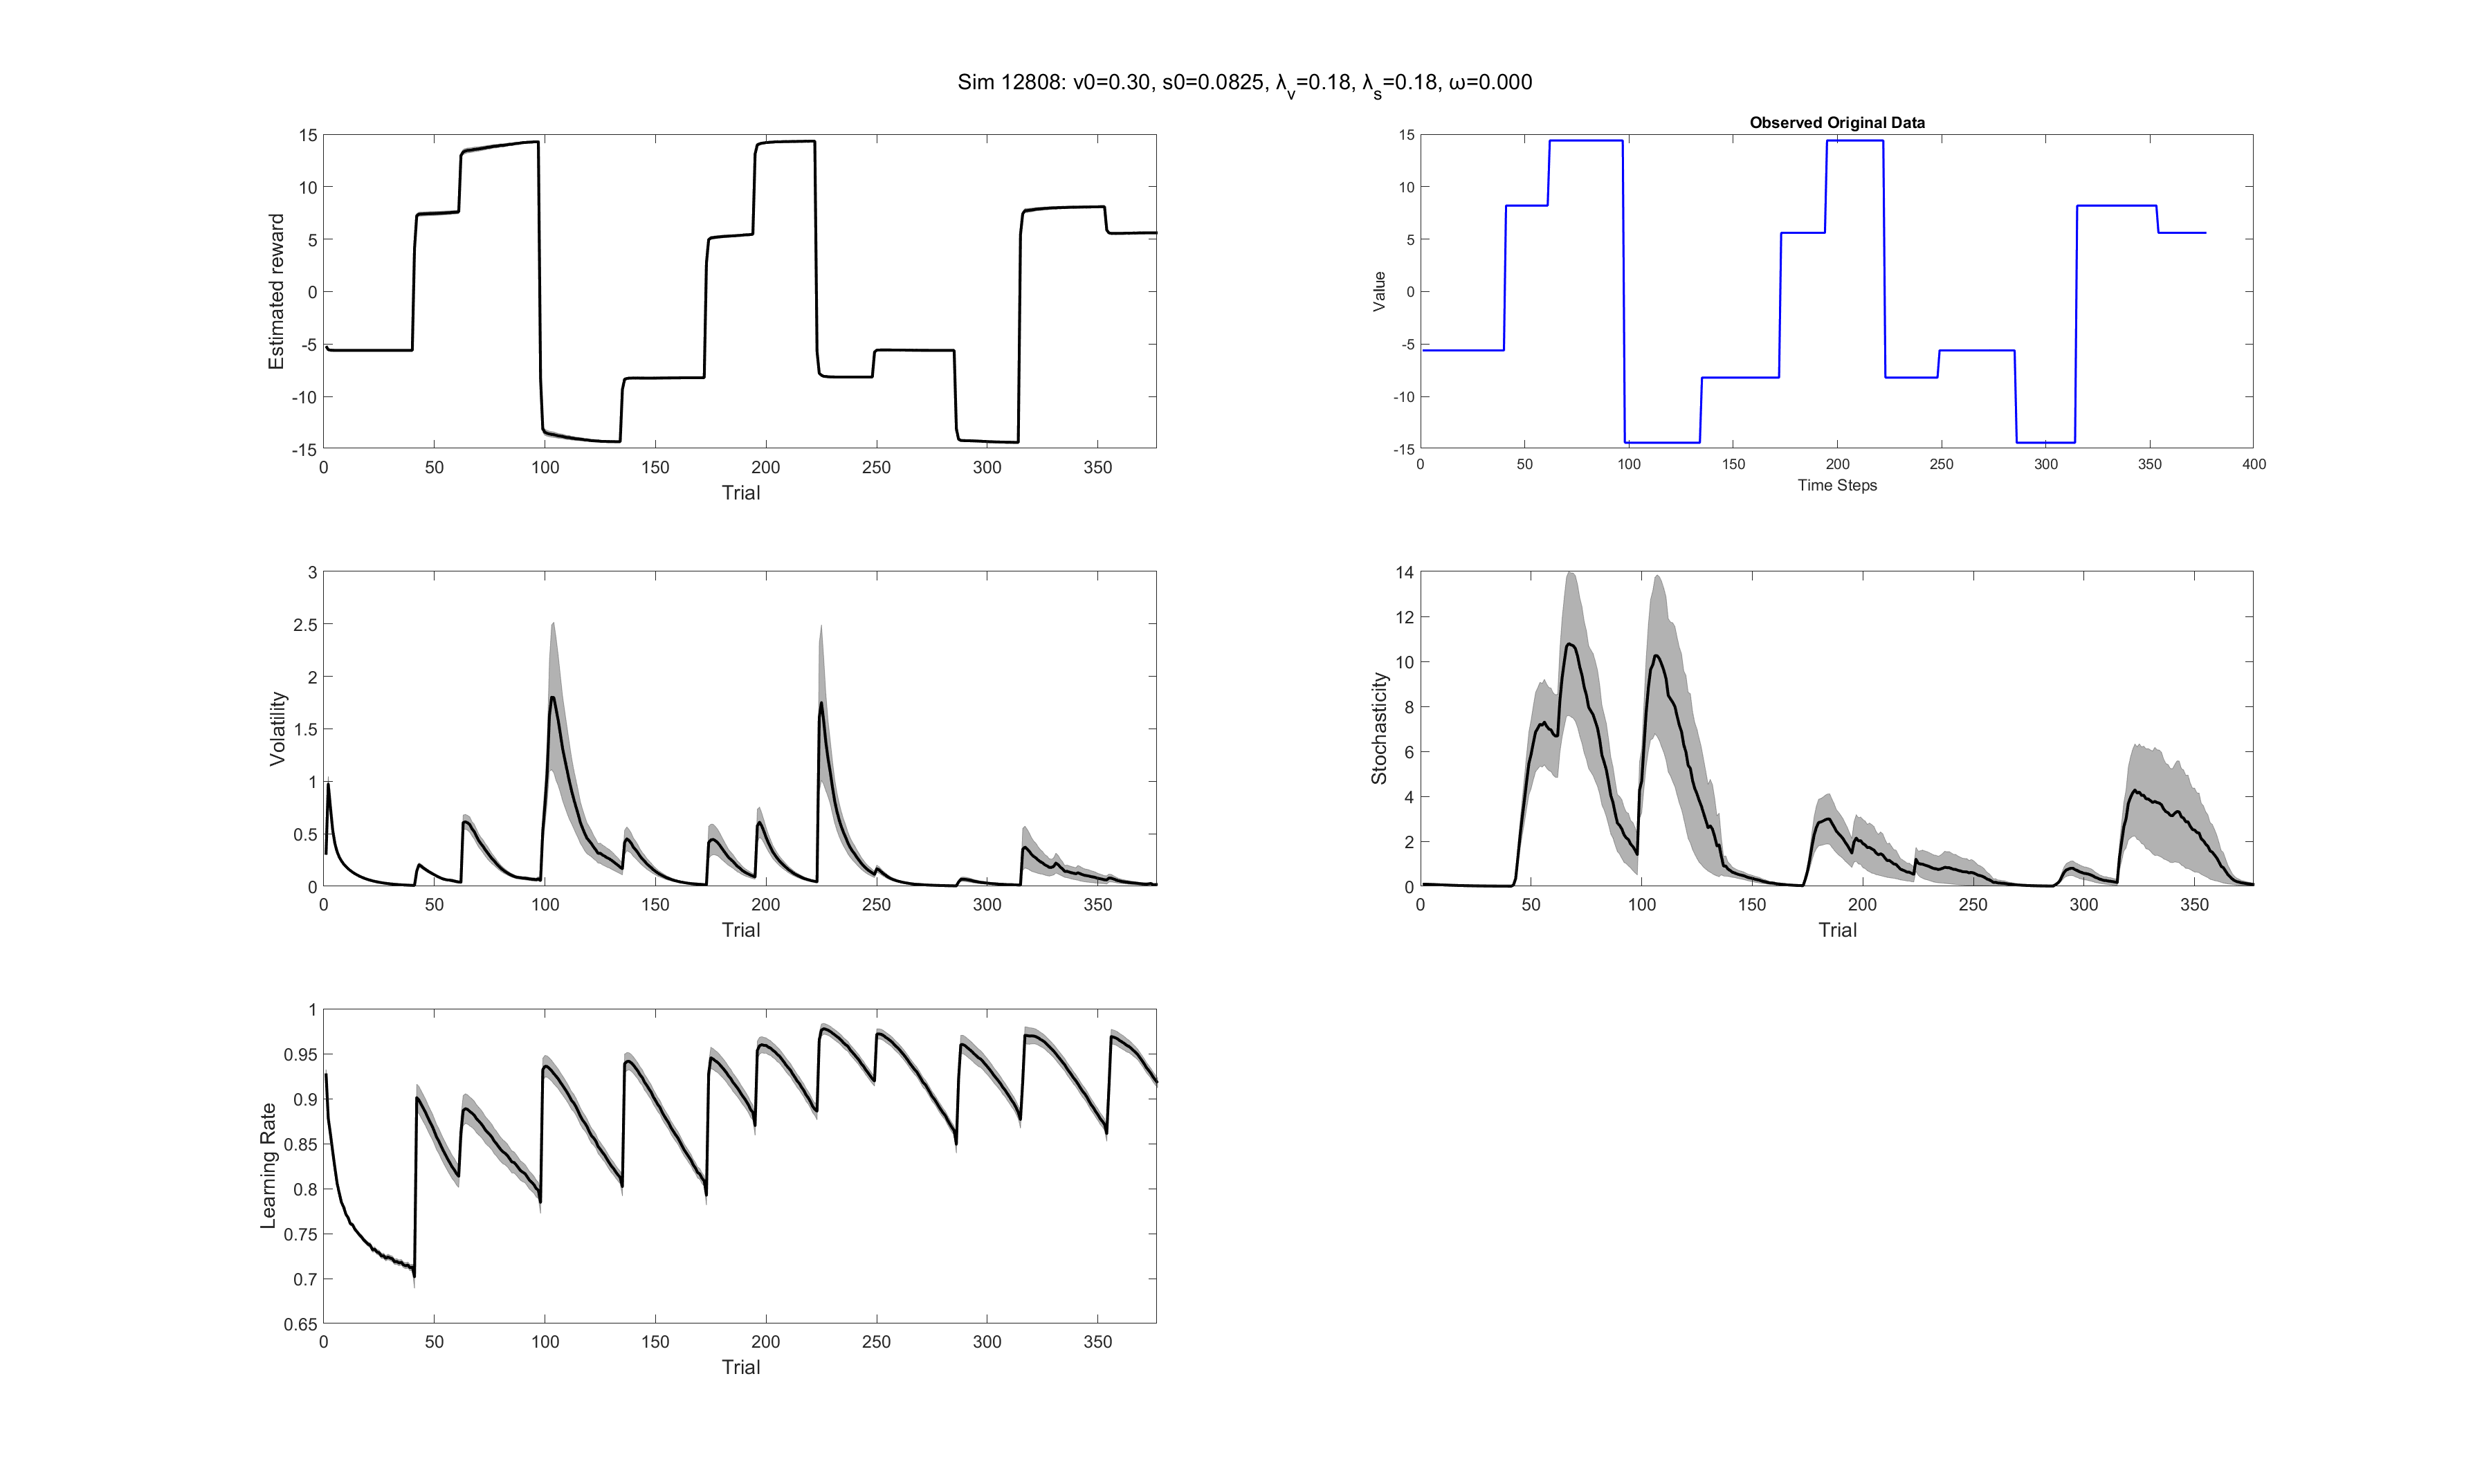 Sim 12808: v0=0.30, s0=0.0825, λv=0.18, λs=0.18, ω=0.000
15
10
5
0
-5
-10
-15
0 50 100 150 200 250 300 350
Estimated reward
Trial
Observed Original Data
15
10
5
0
-5
-10
-15
0 50 100 150 200 250 300 350 400
Value
Time Steps
3
2.5
2
1.5
1
0.5
0
0 50 100 150 200 250 300 350
Volatility
Trial
14
12
10
8
6
4
2
0
0 50 100 150 200 250 300 350
Stochasticity
Trial
1
0.95
0.9
0.85
0.8
0.75
0.7
0.65
0 50 100 150 200 250 300 350
Learning Rate
Trial